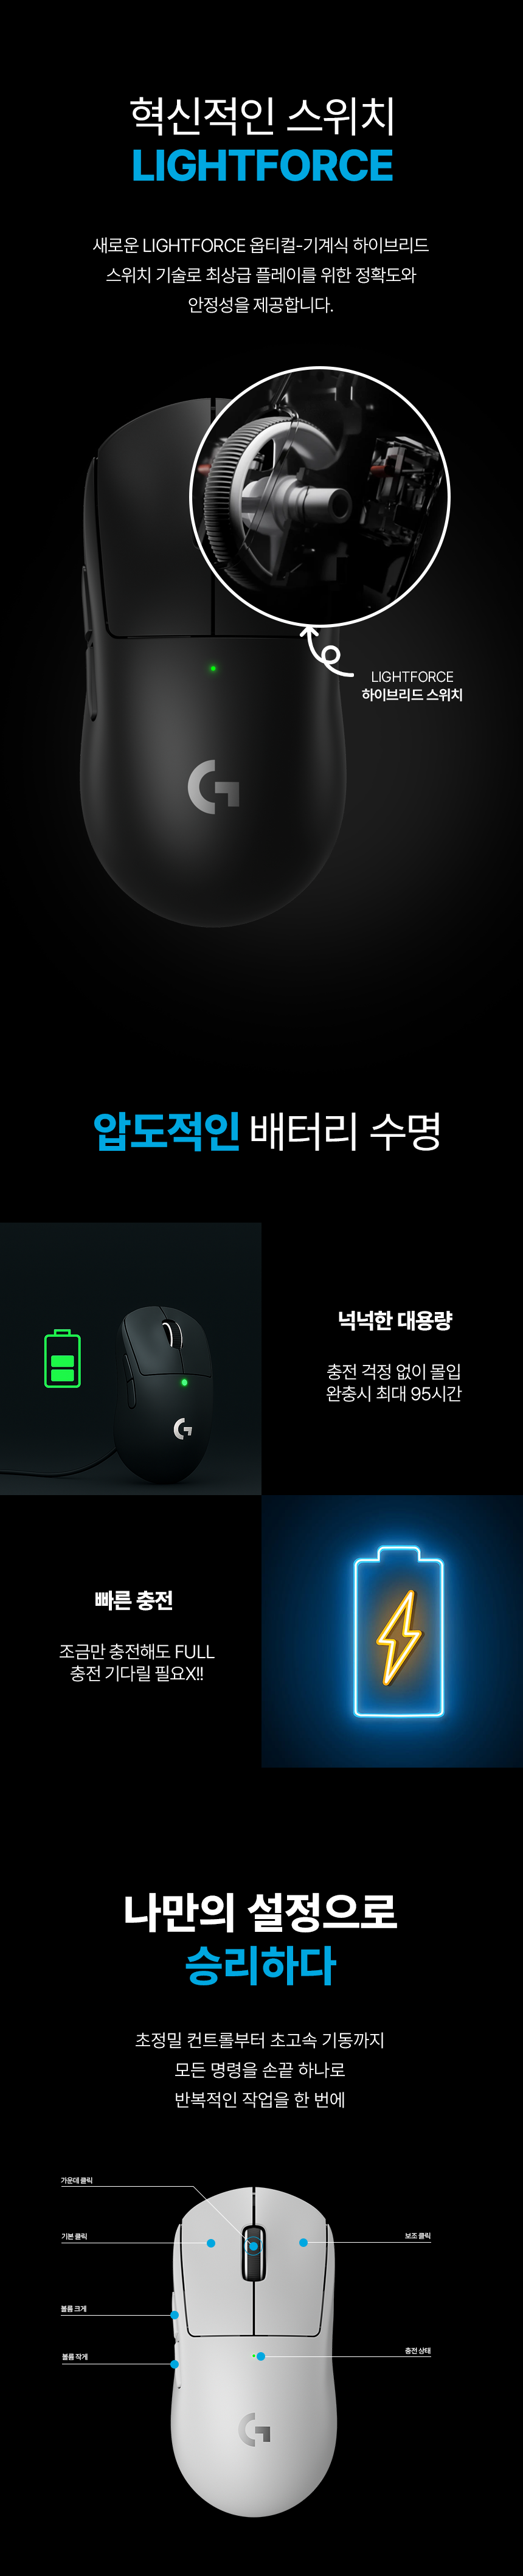 혁신적인 스위치
LIGHTFORCE
새로운 LIGHTFORCE 옵티컬-기계식 하이브리드
스위치 기술로 최상급 플레이를 위한 정확도와
안정성을 제공합니다.
LIGHTFORCE
하이브리드 스위치
압도적인 배터리 수명
넉넉한 대용량
충전 걱정 없이 몰입
완충시 최대 95시간
빠른 충전
조금만 충전해도 FULL
충전 기다릴 필요X!!
나만의 설정으로
승리하다
초정밀 컨트롤부터 초고속 기동까지
모든 명령을 손끝 하나로
반복적인 작업을 한 번에
가운데 클릭
기본 클릭
보조 클릭
볼륨 크게
볼륨 작게
충전 상태